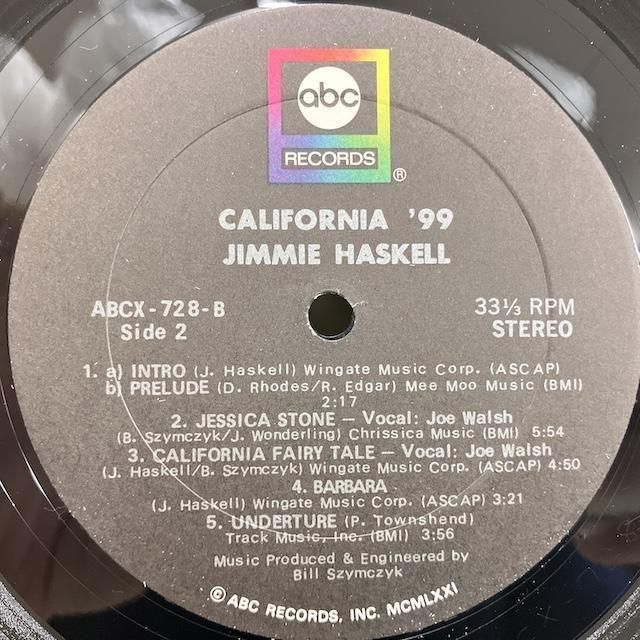 abc
RECORDS
®
CALIFORNIA '99
JIMMIE HASKELL
ABCX-728-B
Side 2
33⅓ RPM
STEREO
1. a) INTRO (J. Haskell) Wingate Music Corp. (ASCAP)
b) PRELUDE (D. Rhodes/R. Edgar) Mee Moo Music (BMI)
2:17
2. JESSICA STONE – Vocal: Joe Walsh
(B. Szymczyk/J. Wonderling) Chrissica Music (BMI) 5:54
3. CALIFORNIA FAIRY TALE – Vocal: Joe Walsh
(J. Haskell/B. Szymczyk) Wingate Music Corp. (ASCAP) 4:50
4. BARBARA
(J. Haskell) Wingate Music Corp. (ASCAP) 3:21
5. UNDERTURE (P. Townshend)
Track Music, Inc. (BMI) 3:56
Music Produced & Engineered by
Bill Szymczyk
© ABC RECORDS, INC. MCMLXXI